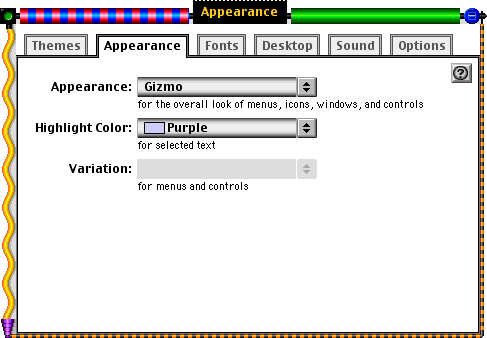 Appearance
Themes Appearance Fonts Desktop Sound Options
?
Appearance: Gizmo
for the overall look of menus, icons, windows, and controls
Highlight Color: Purple
for selected text
Variation:
for menus and controls